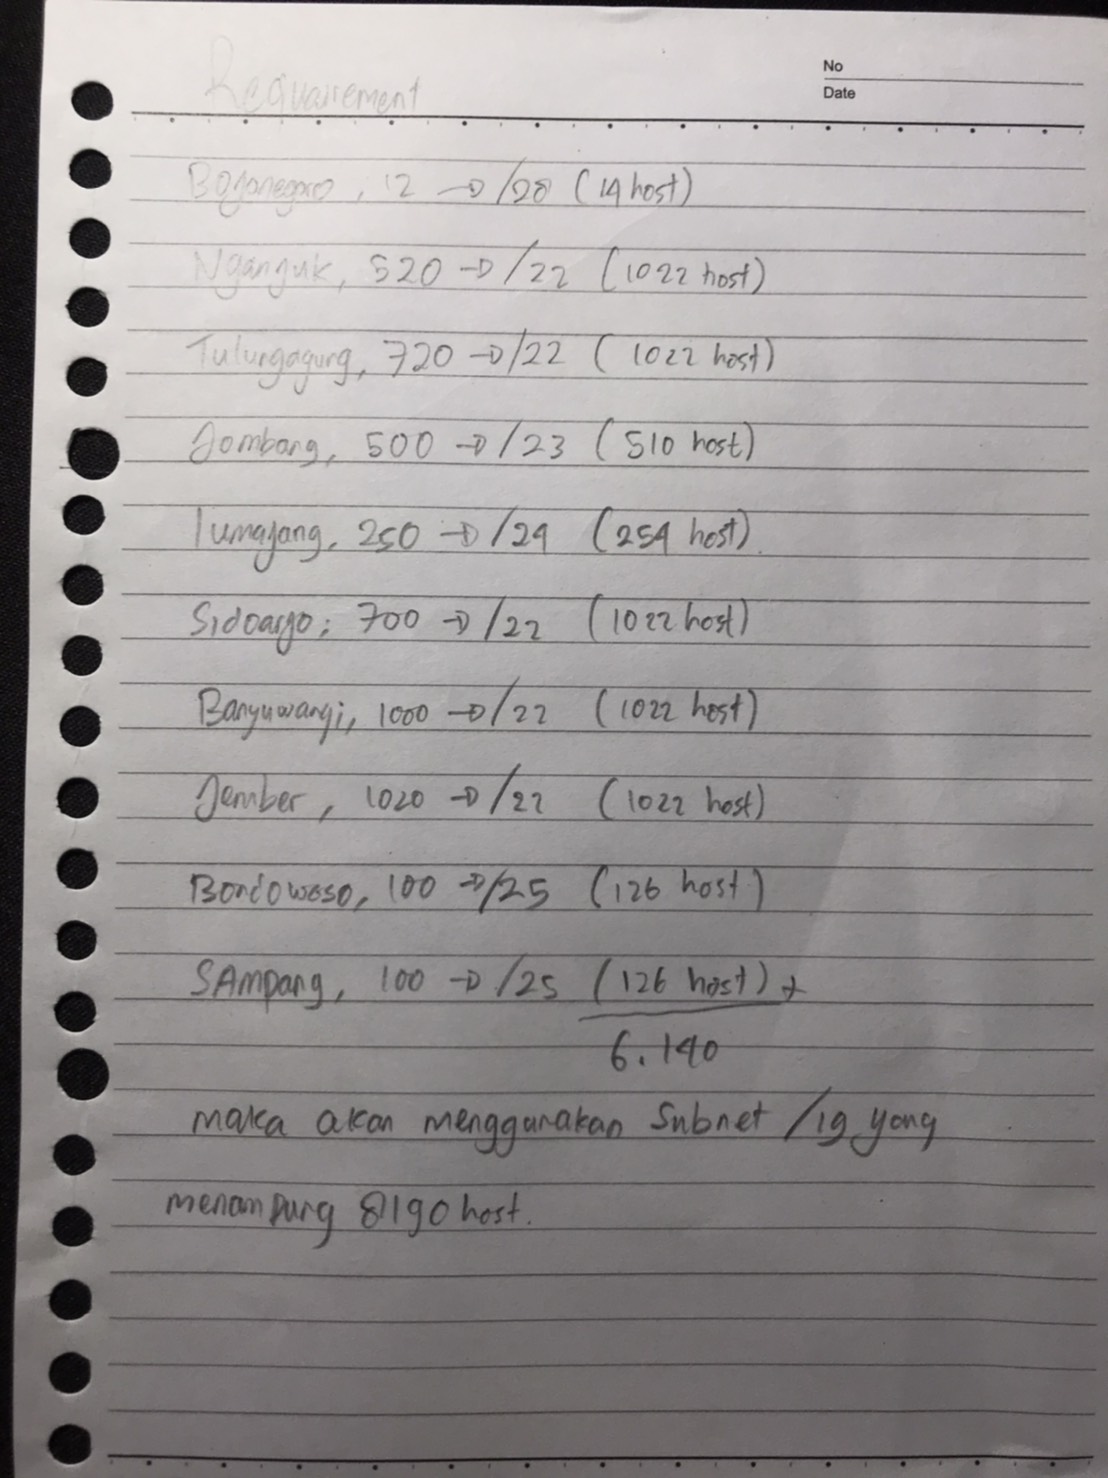 No
Date
Requairement
Bojonegoro, 12 → /28 (14 host)
Nganjuk, 520 → /22 (1022 host)
Tulungagung, 720 → /22 (1022 host)
Jombang, 500 → /23 (510 host)
lumajang, 250 → /24 (254 host).
Sidoarjo; 700 → /22 (1022 host)
Banyuwangi, 1000 → /22 (1022 host)
Jember, 1020 → /22 (1022 host)
Bondowoso, 100 → /25 (126 host)
SAmpang, 100 → /25 (126 host) +
6.140
maka akan menggunakan Subnet /19 yang
menampung 8190 host.